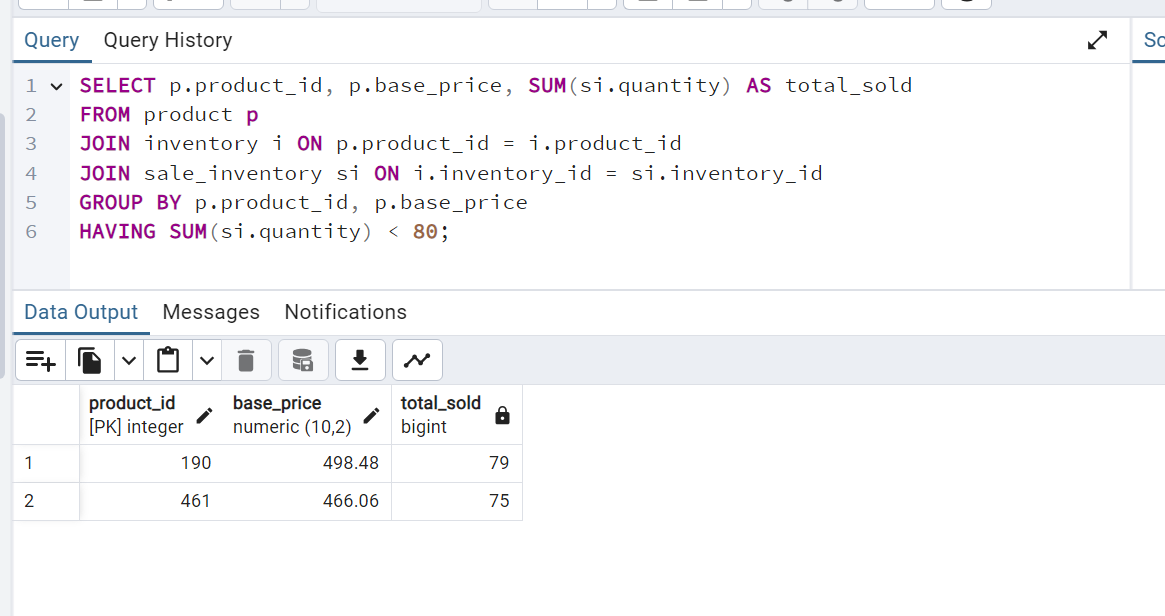 Query Query History
Sc
1 SELECT p.product_id, p.base_price, SUM(si.quantity) AS total_sold
2 FROM product p
3 JOIN inventory i ON p.product_id = i.product_id
4 JOIN sale_inventory si ON i.inventory_id = si.inventory_id
5 GROUP BY p.product_id, p.base_price
6 HAVING SUM(si.quantity) < 80;
Data Output Messages Notifications
product_id base_price total_sold
[PK] integer numeric (10,2) bigint
1 190 498.48 79
2 461 466.06 75